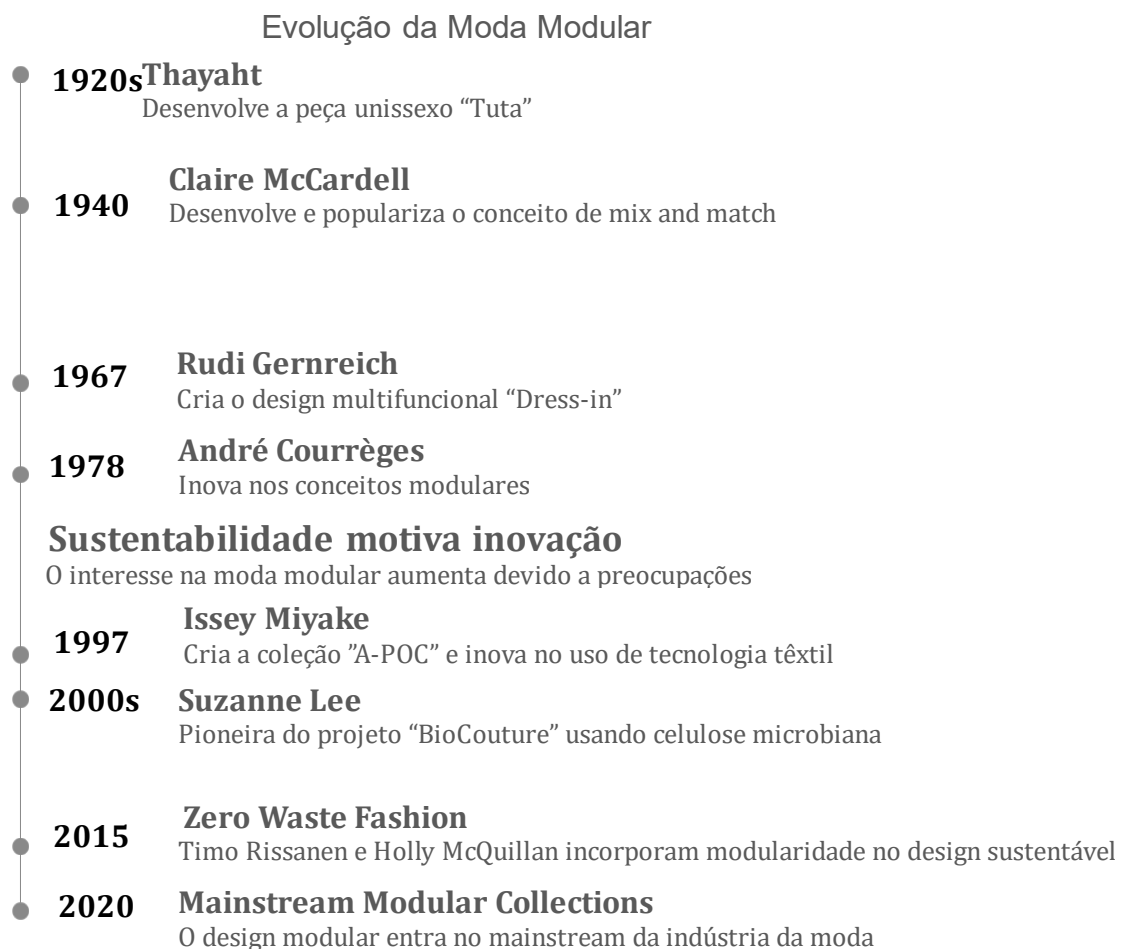 Evolução da Moda Modular
1920s Thayaht
Desenvolve a peça unissexo “Tuta”
Claire McCardell
1940
Desenvolve e populariza o conceito de mix and match
Rudi Gernreich
1967
Cria o design multifuncional “Dress-in”
André Courrèges
1978
Inova nos conceitos modulares
Sustentabilidade motiva inovação
O interesse na moda modular aumenta devido a preocupações
Issey Miyake
1997
Cria a coleção ”A-POC” e inova no uso de tecnologia têxtil
2000s Suzanne Lee
Pioneira do projeto “BioCouture” usando celulose microbiana
Zero Waste Fashion
2015
Timo Rissanen e Holly McQuillan incorporam modularidade no design sustentável
2020 Mainstream Modular Collections
O design modular entra no mainstream da indústria da moda